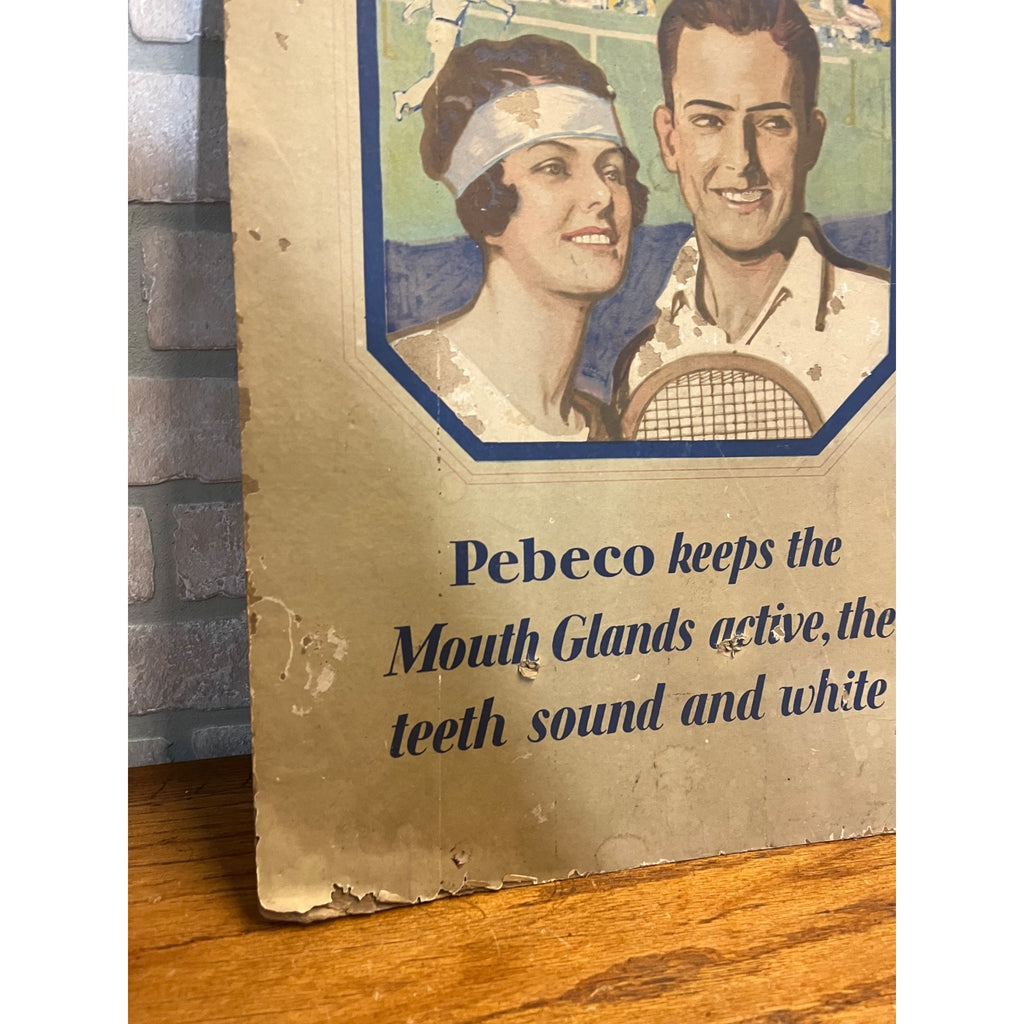 Pebeco keeps the
Mouth Glands active, the
teeth sound and white